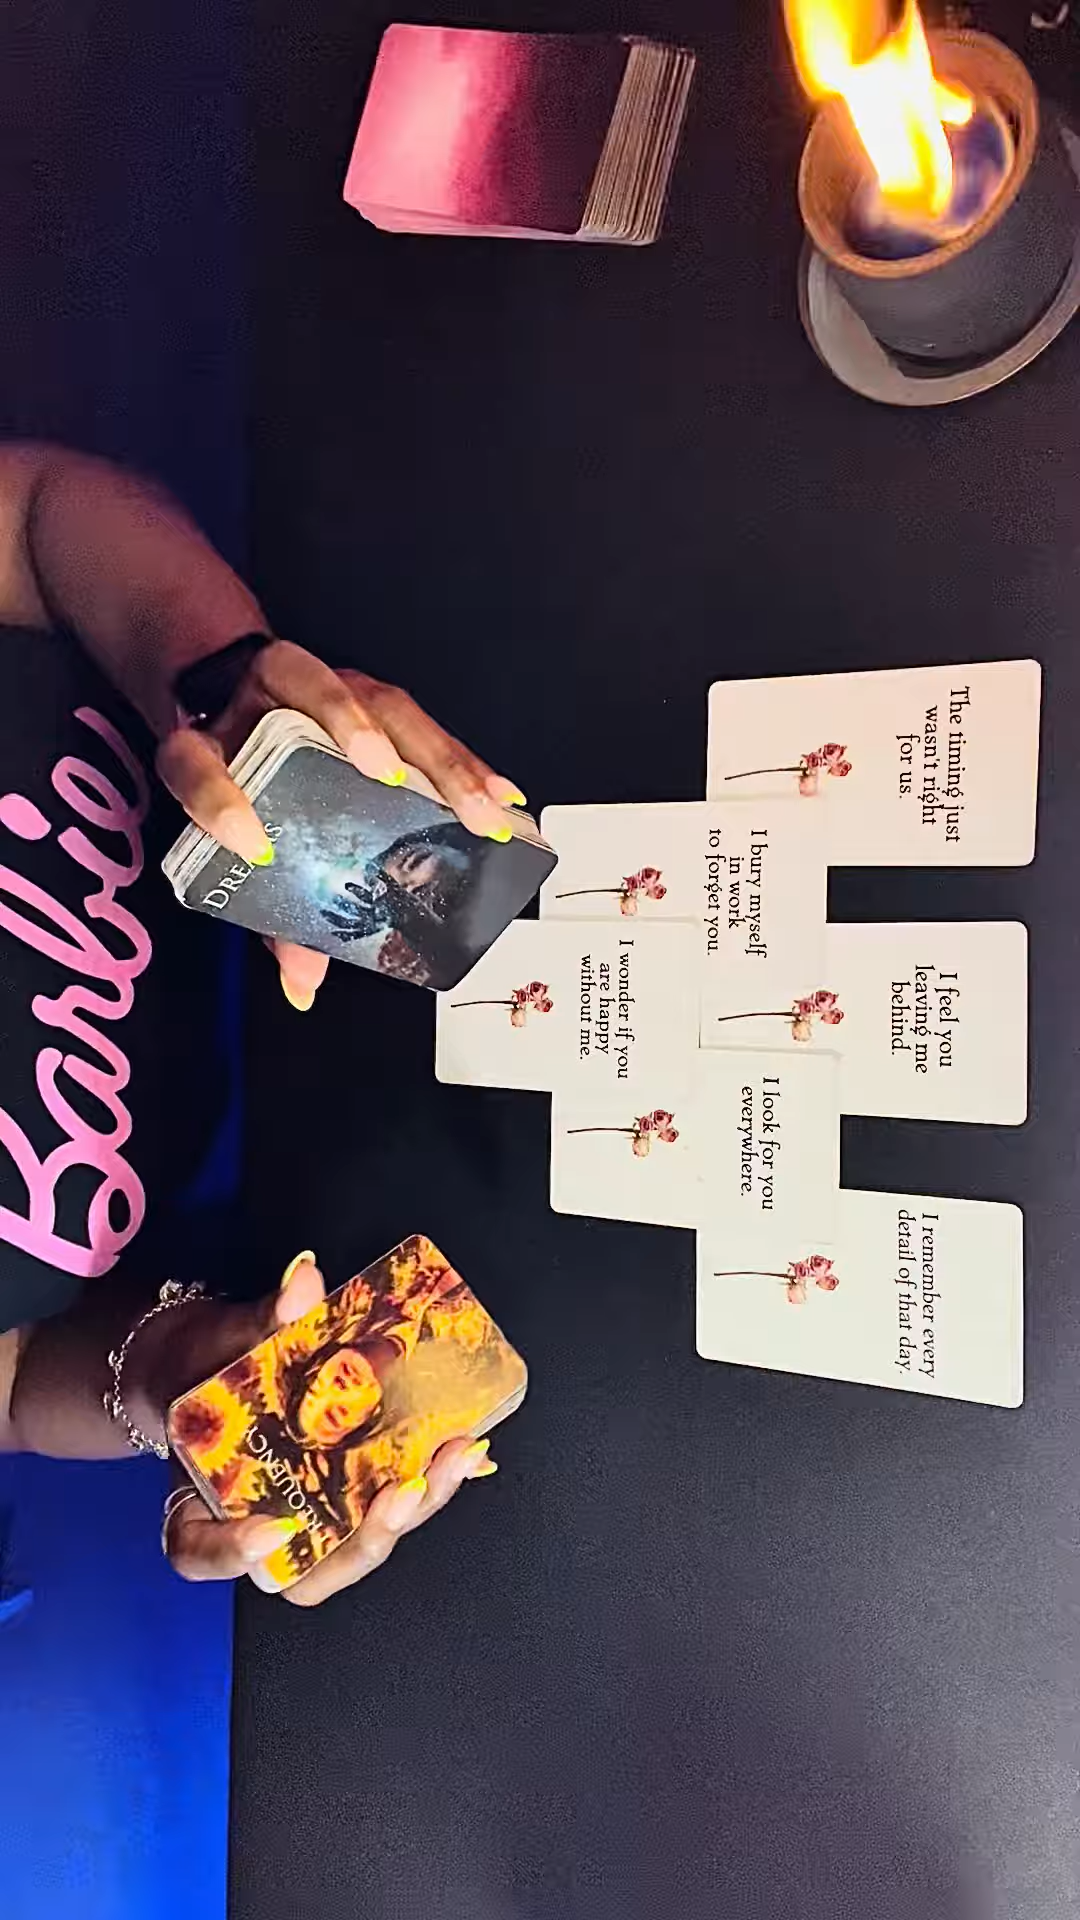 The timing just
wasn't right
for us.
I bury myself
in work
to forget you.
I feel you
leaving me
behind.
I wonder if you
are happy
without me.
I look for you
everywhere.
I remember every
detail of that day.
Barbie